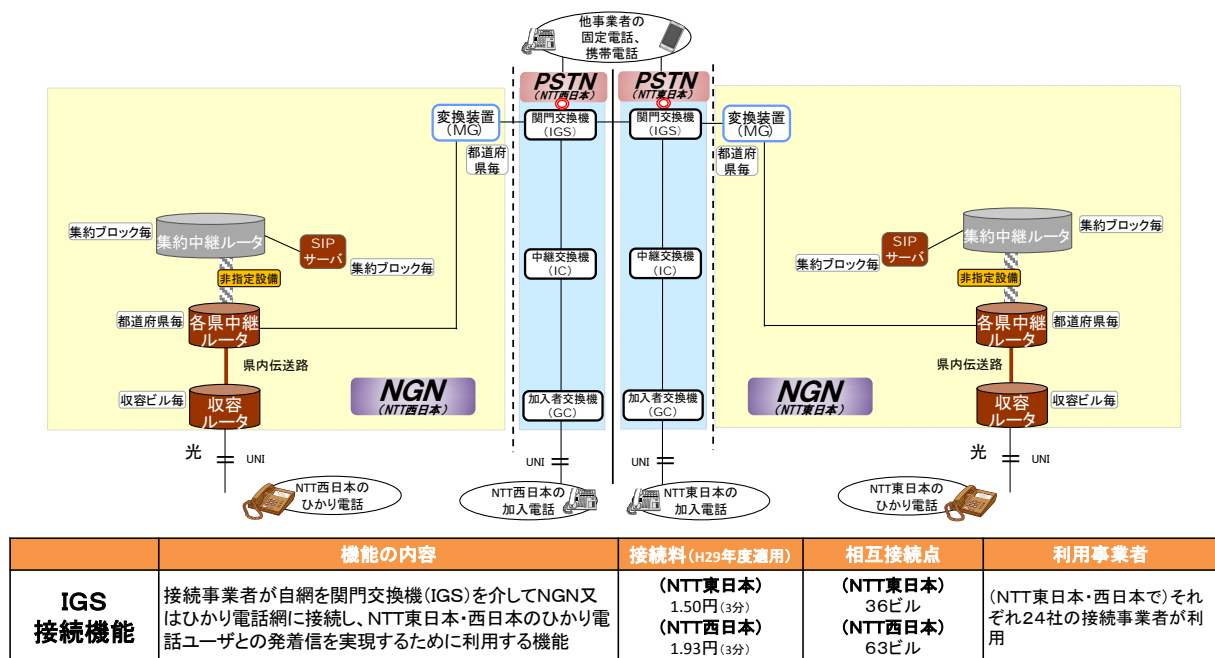 他事業者の
固定電話、
携帯電話
PSTN
(NTT西日本)
PSTN
(NTT東日本)
変換装置
(MG)
関門交換機
(IGS)
関門交換機
(IGS)
変換装置
(MG)
都道府
県毎
都道府
県毎
集約ブロック毎
集約中継ルータ
SIP
サーバ
集約ブロック毎
中継交換機
(IC)
中継交換機
(IC)
SIP
サーバ
集約ブロック毎
集約中継ルータ
集約ブロック毎
非指定設備
非指定設備
都道府県毎
各県中継
ルータ
各県中継
ルータ
都道府県毎
県内伝送路
県内伝送路
NGN
(NTT西日本)
NGN
(NTT東日本)
収容ビル毎
収容
ルータ
加入者交換機
(GC)
加入者交換機
(GC)
収容
ルータ
収容ビル毎
光
UNI
UNI
UNI
光
UNI
NTT西日本の
ひかり電話
NTT西日本の
加入電話
NTT東日本の
加入電話
NTT東日本の
ひかり電話
機能の内容
接続料(H29年度適用)
相互接続点
利用事業者
IGS
接続機能
接続事業者が自網を関門交換機(IGS)を介してNGN又
はひかり電話網に接続し、NTT東日本・西日本のひかり電
話ユーザとの発着信を実現するために利用する機能
(NTT東日本)
1.50円(3分)
(NTT西日本)
1.93円(3分)
(NTT東日本)
36ビル
(NTT西日本)
63ビル
(NTT東日本・西日本で)それ
ぞれ24社の接続事業者が利
用